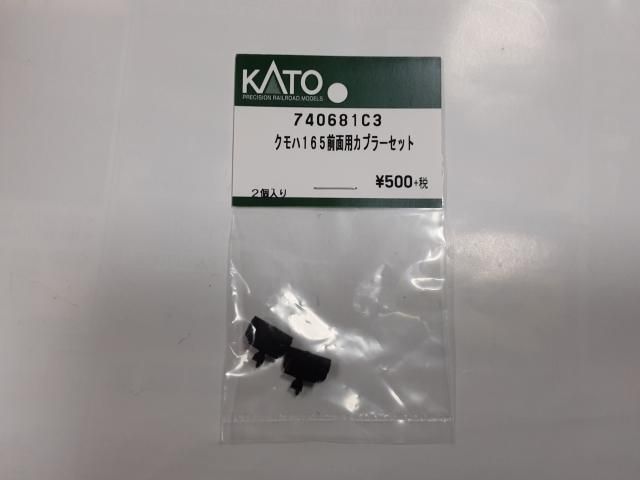 KATO
PRECISION RAILROAD MODELS
740681C3
クモハ165前面用カプラーセット
¥500+税
2個入り